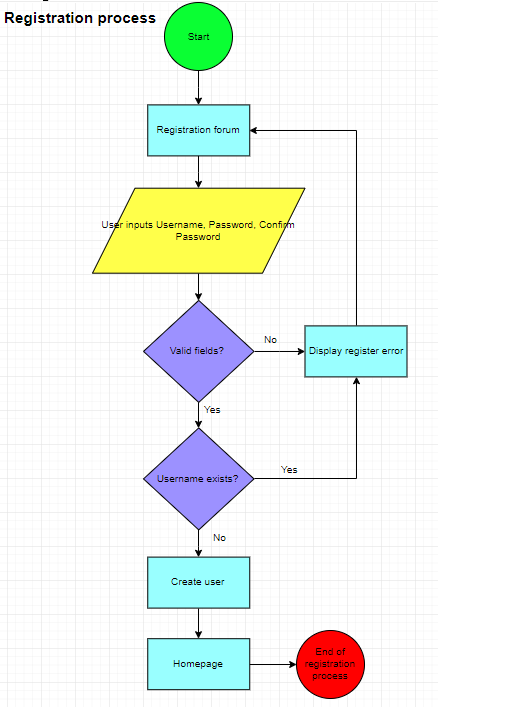 Registration process
Start
Registration forum
User inputs Username, Password, Confirm
Password
Valid fields?
No
Display register error
Yes
Username exists?
Yes
No
Create user
Homepage
End of
registration
process